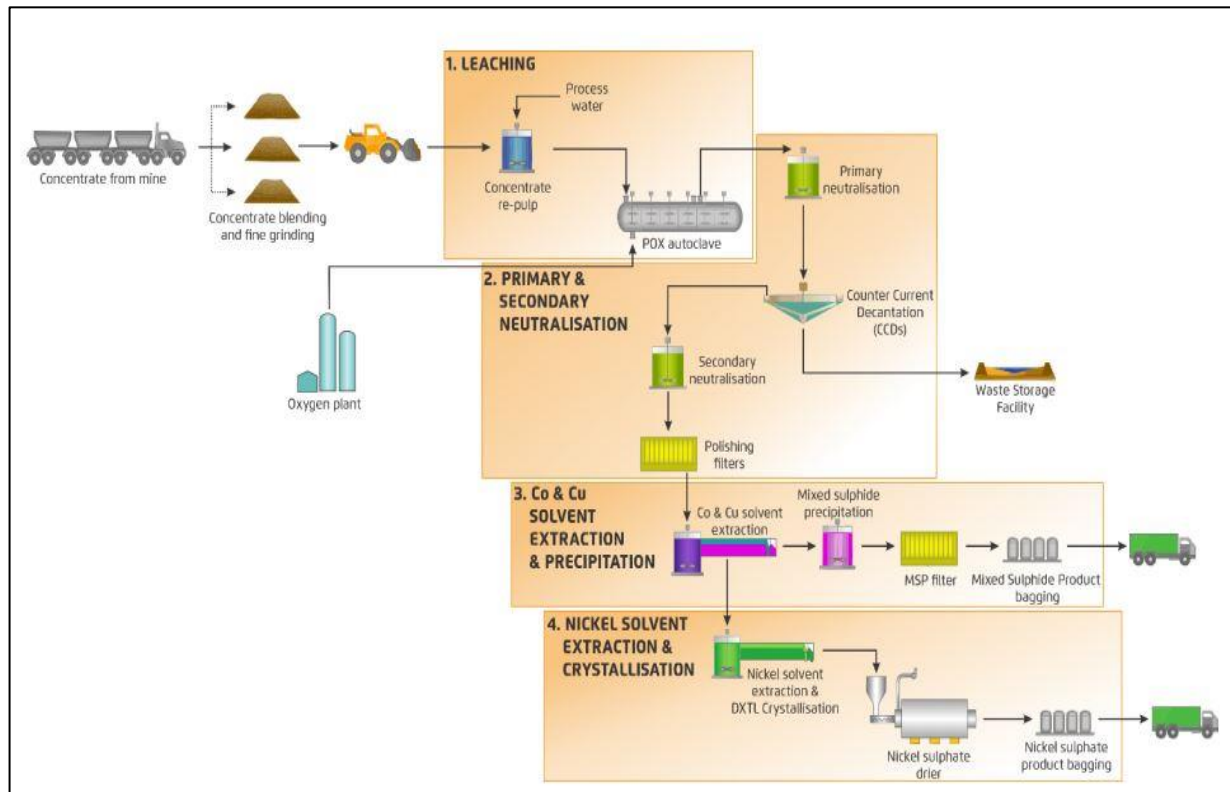 1. LEACHING
Process
water
Concentrate from mine
Concentrate blending
and fine grinding
Concentrate
re-pulp
POX autoclave
Primary
neutralisation
2. PRIMARY &
SECONDARY
NEUTRALISATION
Counter Current
Decantation
(CCDs)
Secondary
neutralisation
Oxygen plant
Waste Storage
Facility
Polishing
filters
3. Co & Cu
SOLVENT
EXTRACTION
& PRECIPITATION
Co & Cu solvent
extraction
Mixed sulphide
precipitation
MSP filter
Mixed Sulphide Product
bagging
4. NICKEL SOLVENT
EXTRACTION &
CRYSTALLISATION
Nickel solvent
extraction &
DXTL Crystallisation
Nickel sulphate
drier
Nickel sulphate
product bagging